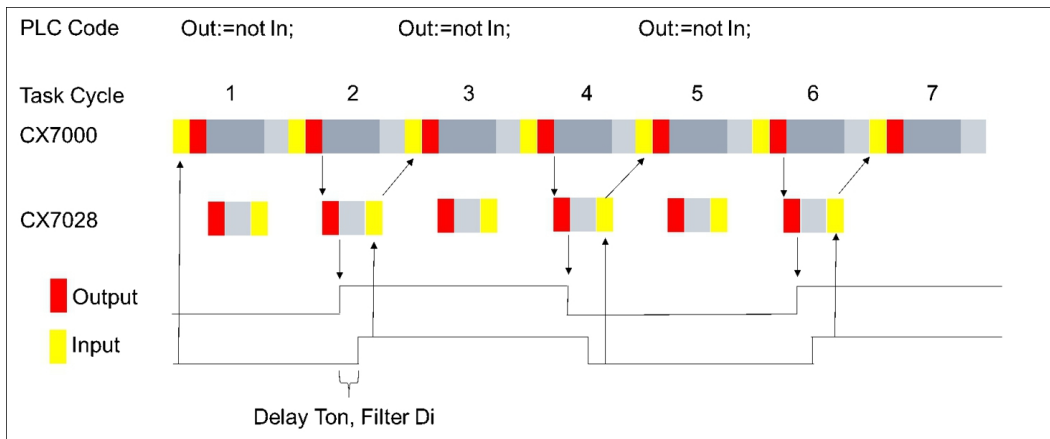 PLC Code Out:=not In; Out:=not In; Out:=not In;
Task Cycle 1 2 3 4 5 6 7
CX7000
CX7028
Output
Input
Delay Ton, Filter Di